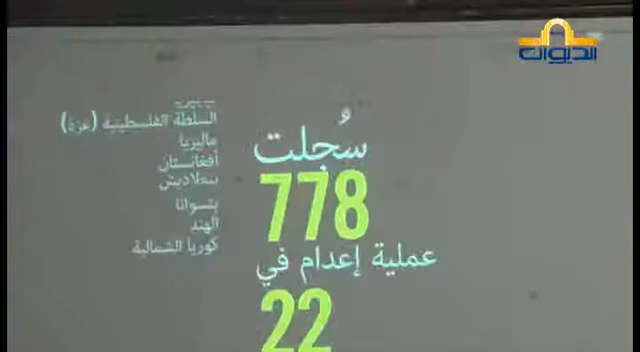 الديوان
السلطة الفلسطينية (غزة)
ماليزيا
أفغانستان
بنغلاديش
بتسوانا
الهند
كوريا الشمالية
سُجلت
778
عملية إعدام في
22